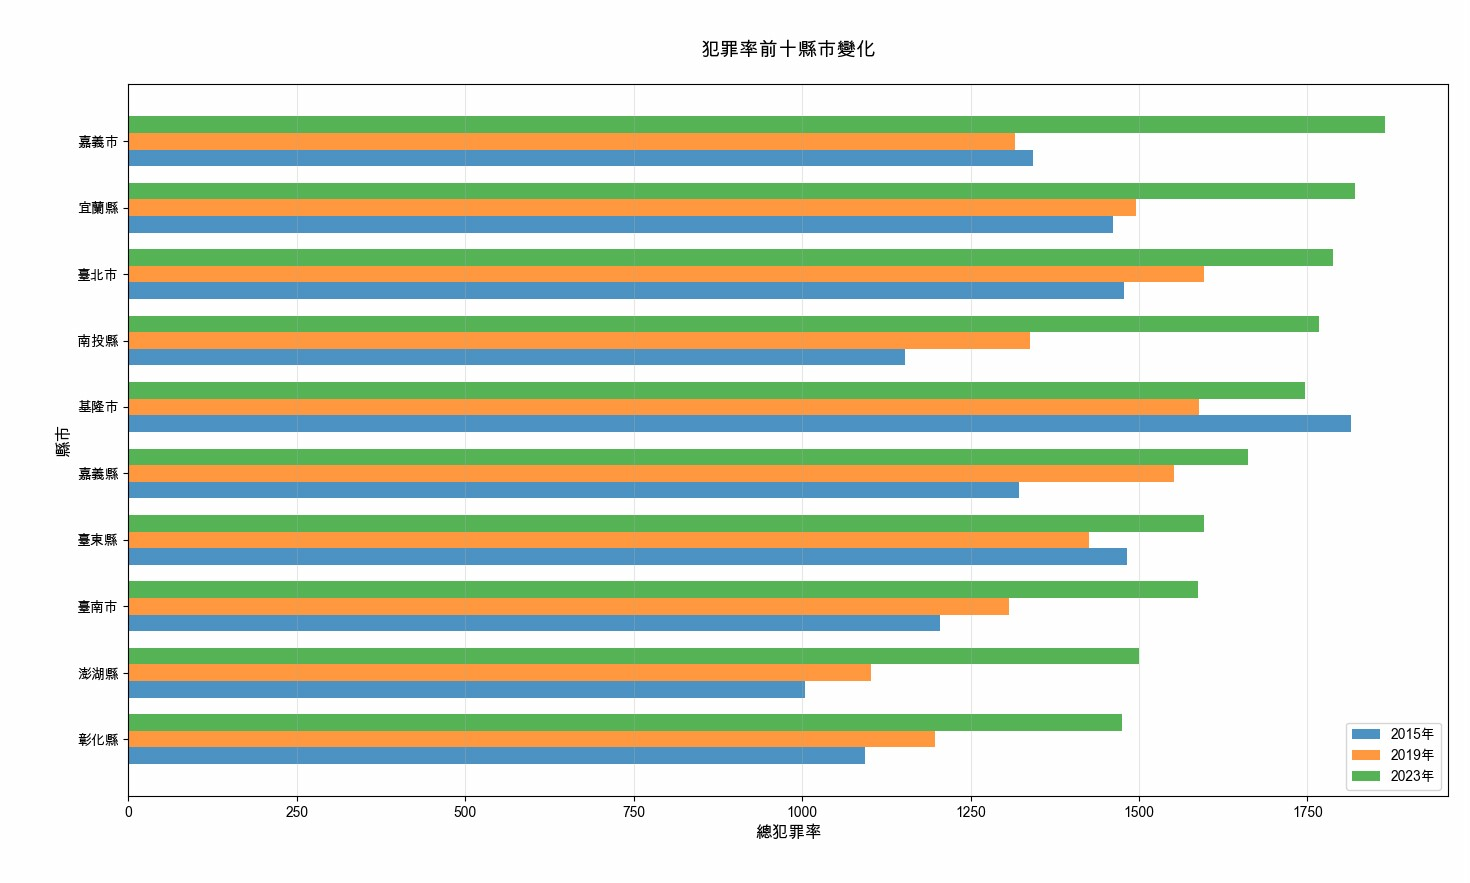 犯罪率前十縣市變化
縣市
嘉義市
宜蘭縣
臺北市
南投縣
基隆市
嘉義縣
臺東縣
臺南市
澎湖縣
彰化縣
2015年
2019年
2023年
0 250 500 750 1000 1250 1500 1750
總犯罪率